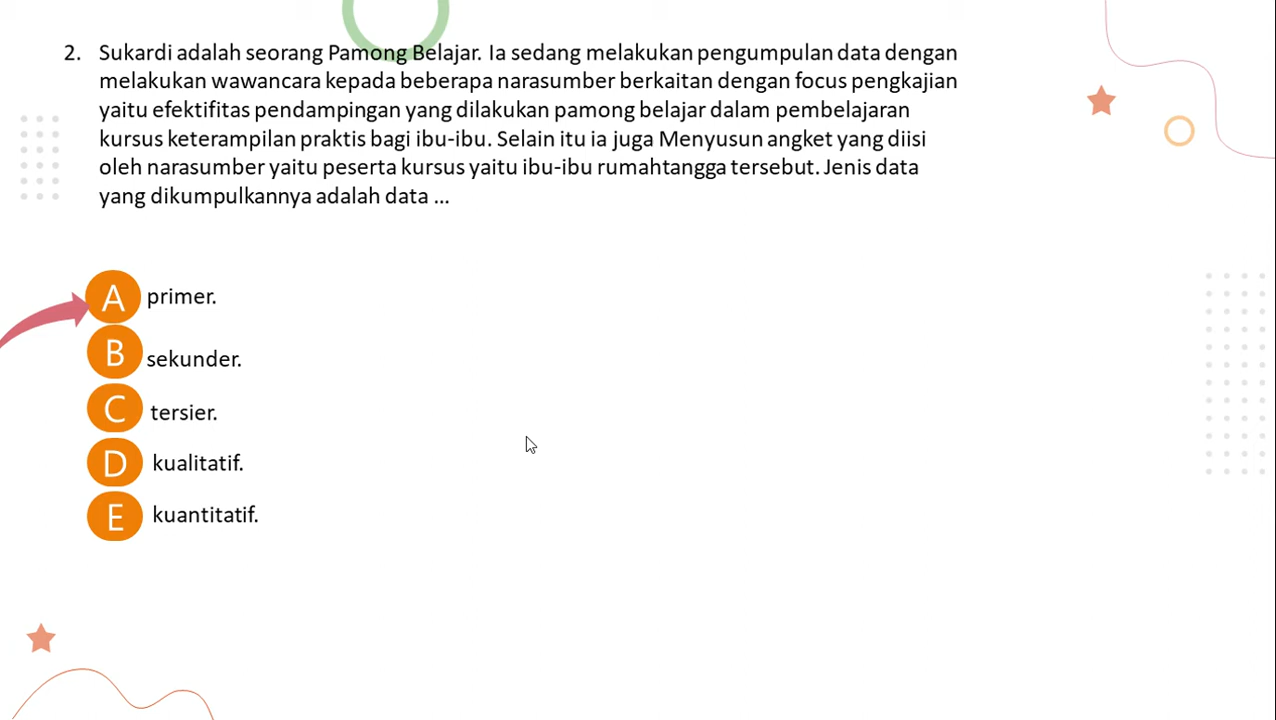 2. Sukardi adalah seorang Pamong Belajar. Ia sedang melakukan pengumpulan data dengan
melakukan wawancara kepada beberapa narasumber berkaitan dengan focus pengkajian
yaitu efektifitas pendampingan yang dilakukan pamong belajar dalam pembelajaran
kursus keterampilan praktis bagi ibu-ibu. Selain itu ia juga Menyusun angket yang diisi
oleh narasumber yaitu peserta kursus yaitu ibu-ibu rumahtangga tersebut. Jenis data
yang dikumpulkannya adalah data ...
A primer.
B sekunder.
C tersier.
D kualitatif.
E kuantitatif.